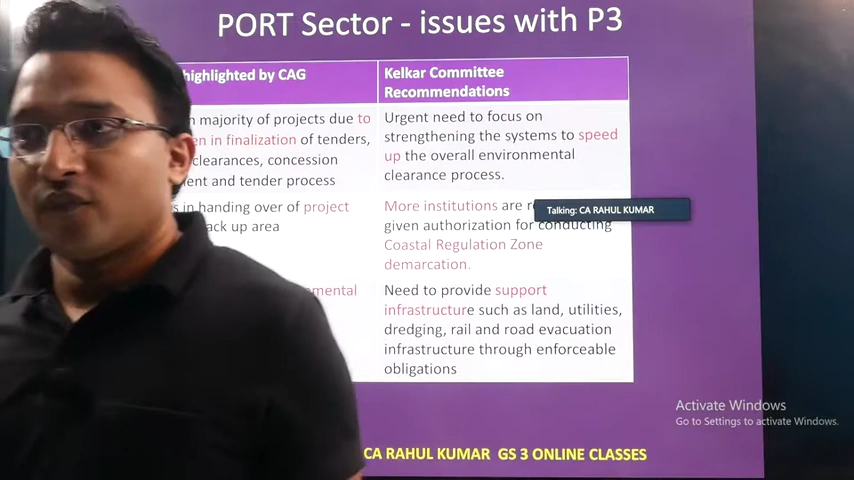 PORT Sector - issues with P3
highlighted by CAG
Kelkar Committee
Recommendations
majority of projects due to
in finalization of tenders,
clearances, concession
and tender process
in handing over of project
up area
Urgent need to focus on
strengthening the systems to speed
up the overall environmental
clearance process.
More institutions are
given authorization for conducting
Coastal Regulation Zone
demarcation.
Need to provide support
infrastructure such as land, utilities,
dredging, rail and road evacuation
infrastructure through enforceable
obligations
Talking: CA RAHUL KUMAR
Activate Windows
Go to Settings to activate Windows.
CA RAHUL KUMAR GS 3 ONLINE CLASSES